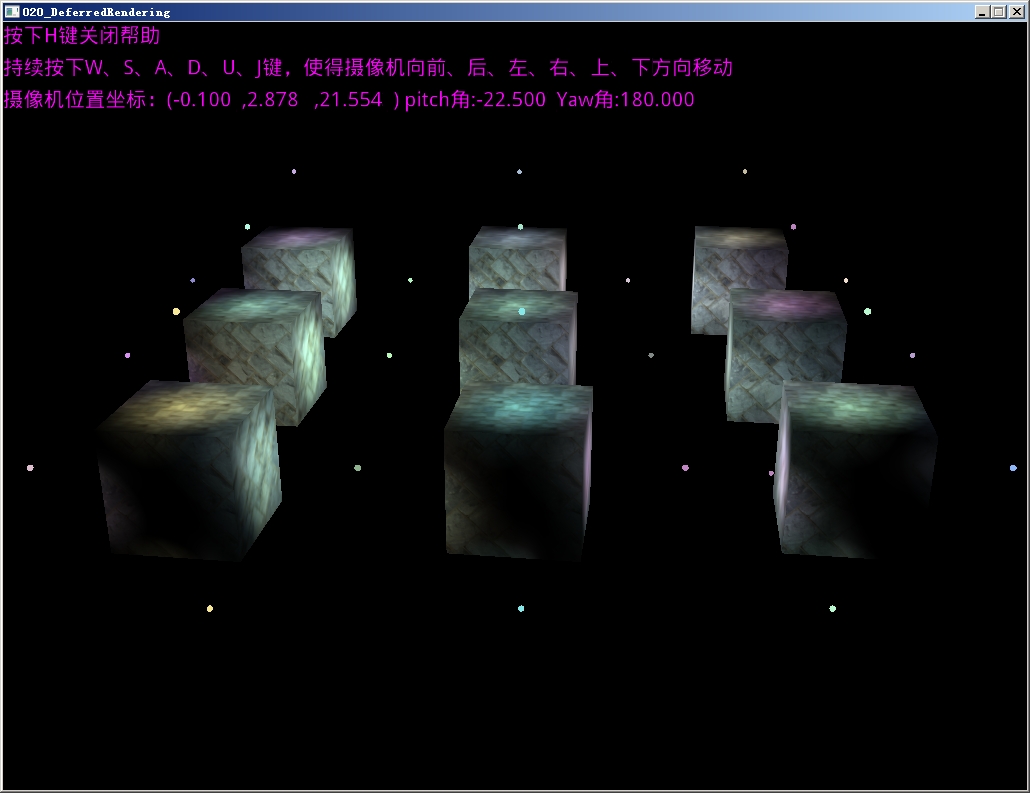 020_DeferredRendering
按下H键关闭帮助
持续按下W、S、A、D、U、J键，使得摄像机向前、后、左、右、上、下方向移动
摄像机位置坐标：(-0.100 ,2.878 ,21.554 ) pitch角:-22.500 Yaw角:180.000